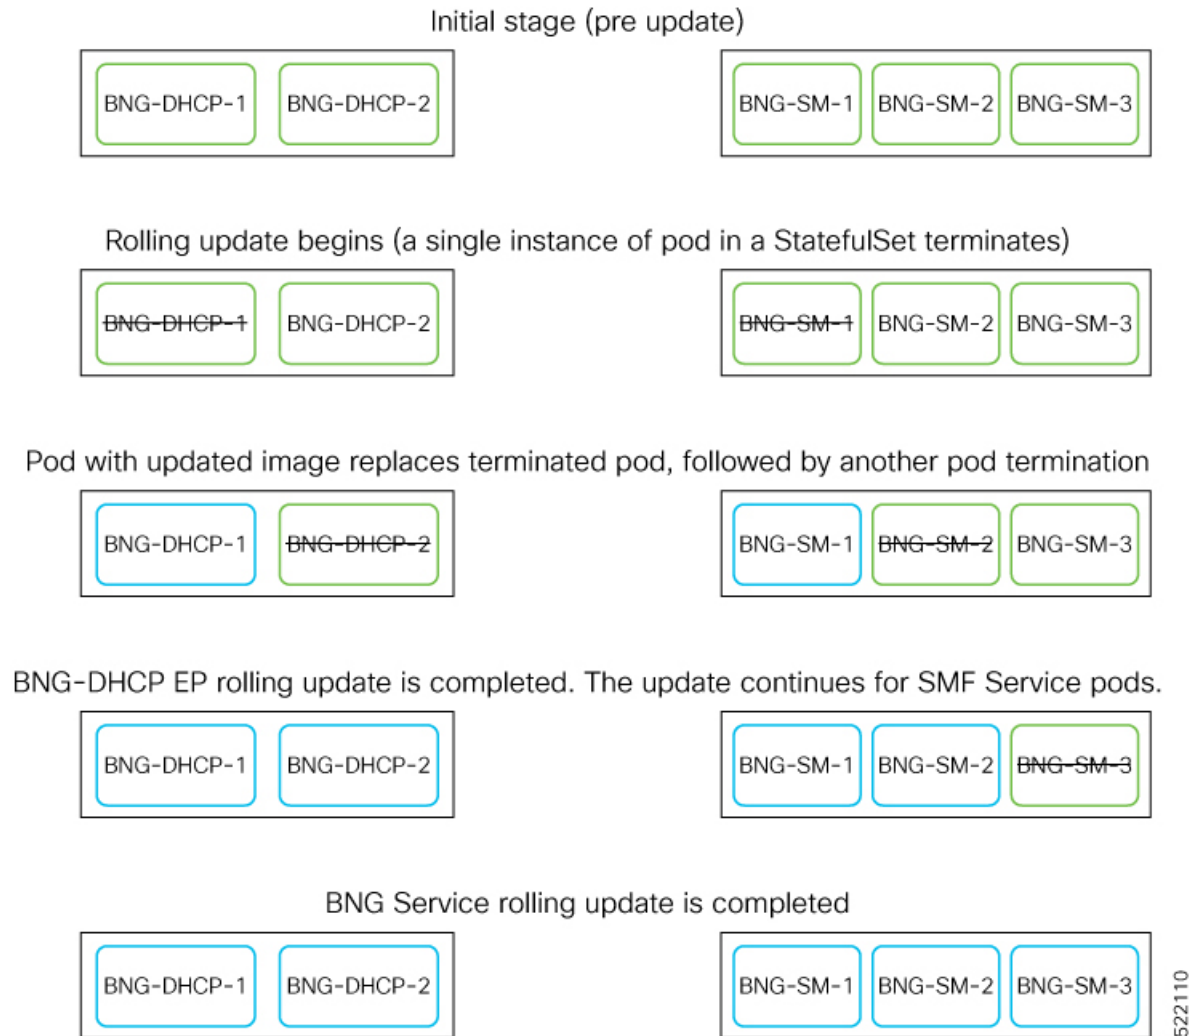 Initial stage (pre update)
BNG-DHCP-1 BNG-DHCP-2 BNG-SM-1 BNG-SM-2 BNG-SM-3
Rolling update begins (a single instance of pod in a StatefulSet terminates)
BNG-DHCP-1 BNG-DHCP-2 BNG-SM-1 BNG-SM-2 BNG-SM-3
Pod with updated image replaces terminated pod, followed by another pod termination
BNG-DHCP-1 BNG-DHCP-2 BNG-SM-1 BNG-SM-2 BNG-SM-3
BNG-DHCP EP rolling update is completed. The update continues for SMF Service pods.
BNG-DHCP-1 BNG-DHCP-2 BNG-SM-1 BNG-SM-2 BNG-SM-3
BNG Service rolling update is completed
BNG-DHCP-1 BNG-DHCP-2 BNG-SM-1 BNG-SM-2 BNG-SM-3
522110